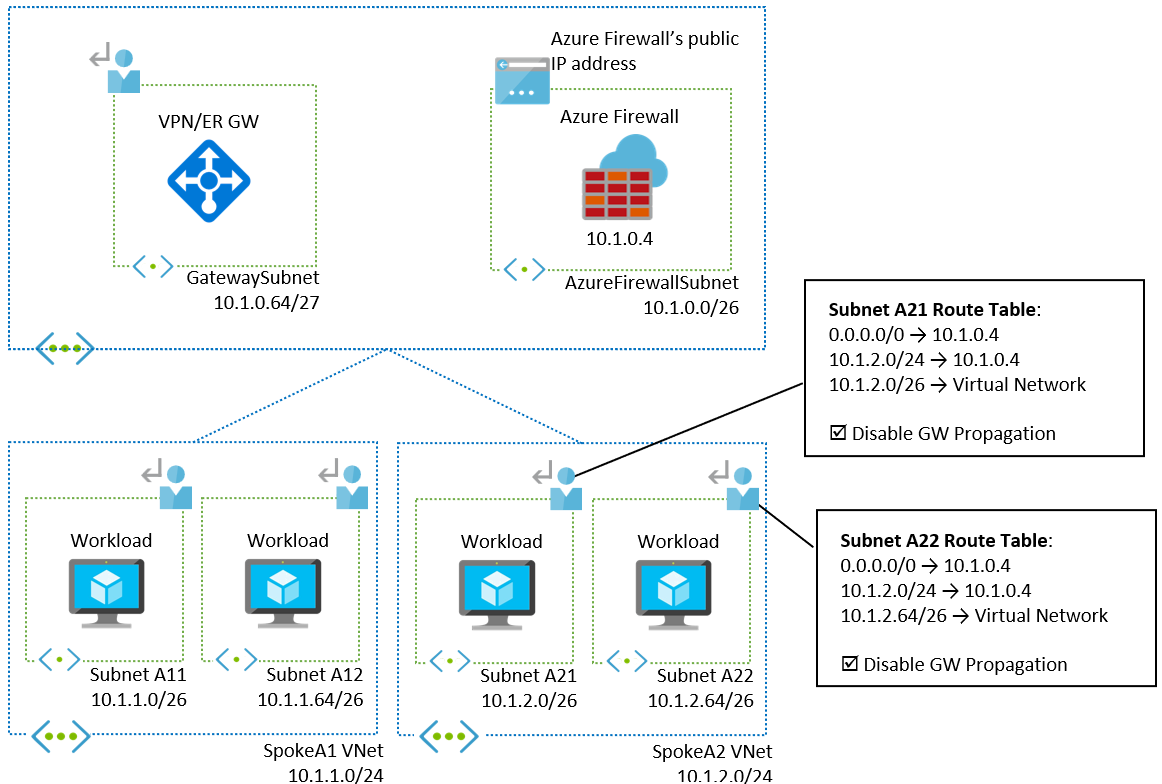 Azure Firewall's public
IP address
VPN/ER GW
Azure Firewall
10.1.0.4
GatewaySubnet
10.1.0.64/27
AzureFirewallSubnet
10.1.0.0/26
Subnet A21 Route Table:
0.0.0.0/0 → 10.1.0.4
10.1.2.0/24 → 10.1.0.4
10.1.2.0/26 → Virtual Network
☑ Disable GW Propagation
Subnet A22 Route Table:
0.0.0.0/0 → 10.1.0.4
10.1.2.0/24 → 10.1.0.4
10.1.2.64/26 → Virtual Network
☑ Disable GW Propagation
Workload
Subnet A11
10.1.1.0/26
Workload
Subnet A12
10.1.1.64/26
SpokeA1 VNet
10.1.1.0/24
Workload
Subnet A21
10.1.2.0/26
Workload
Subnet A22
10.1.2.64/26
SpokeA2 VNet
10.1.2.0/24